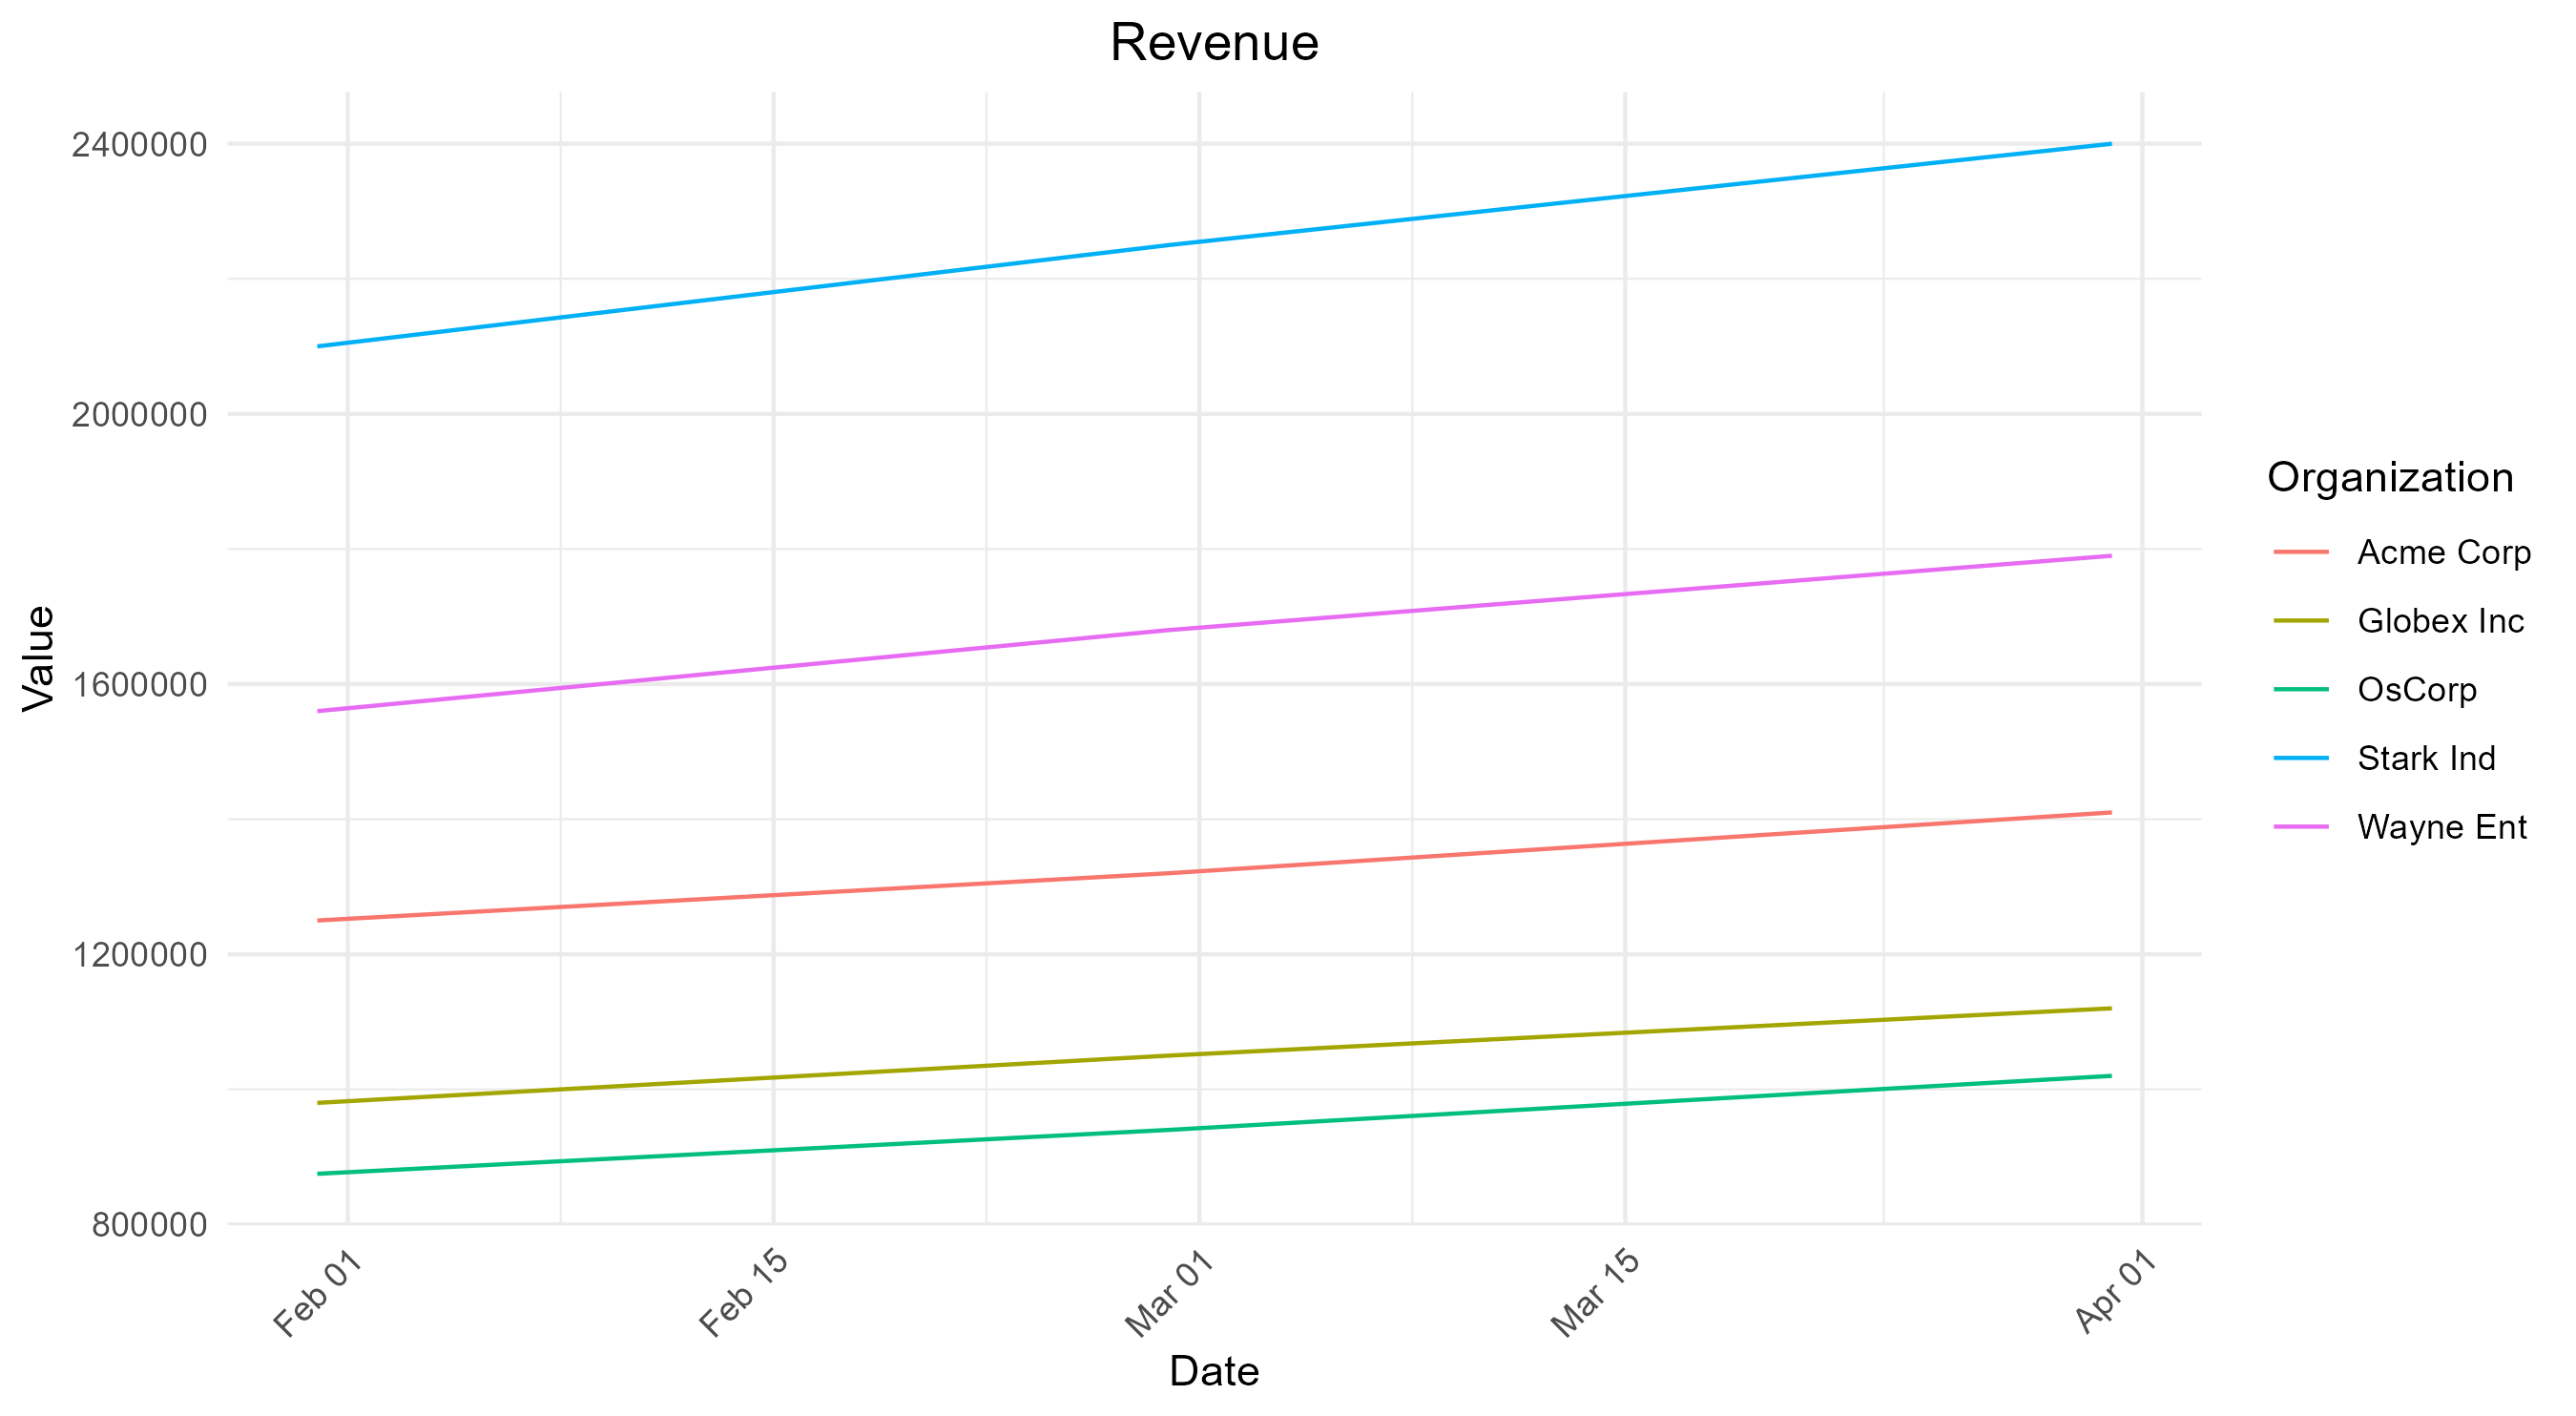 Revenue
2400000
2000000
1600000
1200000
800000
Value
Feb 01
Feb 15
Mar 01
Mar 15
Apr 01
Date
Organization
Acme Corp
Globex Inc
OsCorp
Stark Ind
Wayne Ent